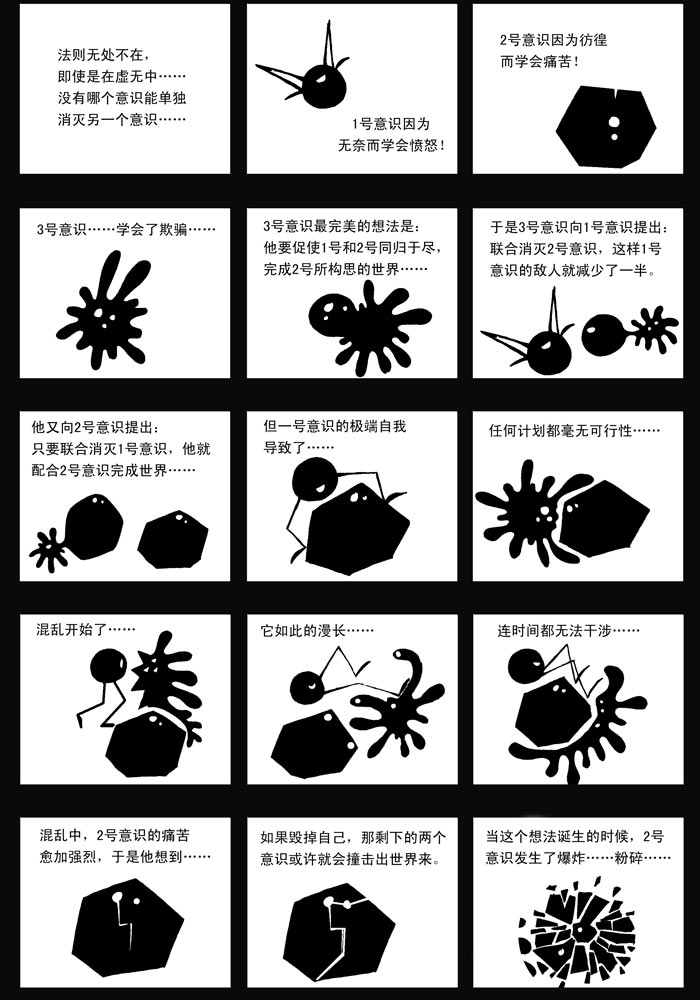 法则无处不在，
即使是在虚无中……
没有哪个意识能单独
消灭另一个意识……
1号意识因为
无奈而学会愤怒！
2号意识因为彷徨
而学会痛苦！
3号意识……学会了欺骗……
3号意识最完美的想法是：
他要促使1号和2号同归于尽，
完成2号所构思的世界……
于是3号意识向1号意识提出：
联合消灭2号意识，这样1号
意识的敌人就减少了一半。
他又向2号意识提出：
只要联合消灭1号意识，他就
配合2号意识完成世界……
但一号意识的极端自我
导致了……
任何计划都毫无可行性……
混乱开始了……
它如此的漫长……
连时间都无法干涉……
混乱中，2号意识的痛苦
愈加强烈，于是他想到……
如果毁掉自己，那剩下的两个
意识或许就会撞击出世界来。
当这个想法诞生的时候，2号
意识发生了爆炸……粉碎……